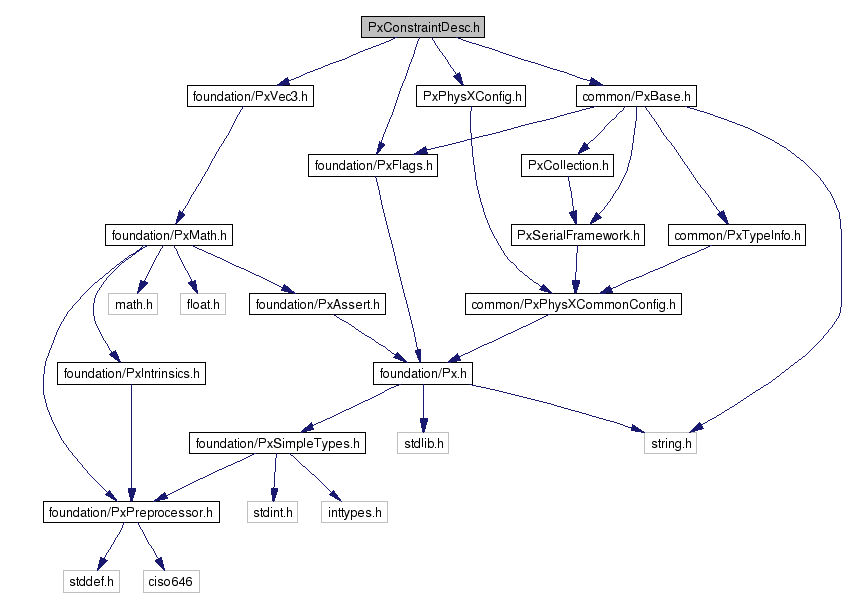 PxConstraintDesc.h
foundation/PxVec3.h
PxPhysXConfig.h
common/PxBase.h
foundation/PxFlags.h
PxCollection.h
foundation/PxMath.h
PxSerialFramework.h
common/PxTypeInfo.h
math.h
float.h
foundation/PxAssert.h
common/PxPhysXCommonConfig.h
foundation/PxIntrinsics.h
foundation/Px.h
foundation/PxSimpleTypes.h
stdlib.h
string.h
foundation/PxPreprocessor.h
stdint.h
inttypes.h
stddef.h
ciso646